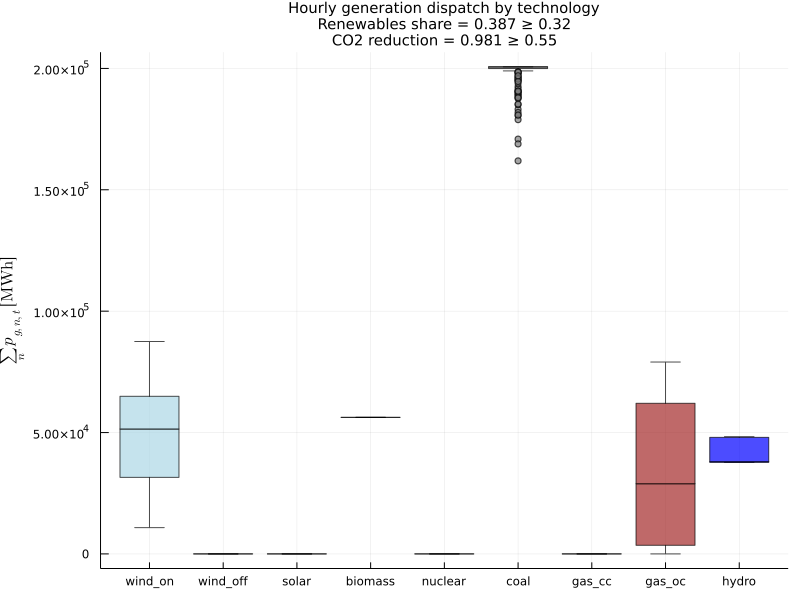 Hourly generation dispatch by technology
Renewables share = 0.387 ≥ 0.32
CO2 reduction = 0.981 ≥ 0.55
2.00×10⁵
1.50×10⁵
1.00×10⁵
5.00×10⁴
0
∑ₙ p g, n, t [MWh]
wind_on wind_off solar biomass nuclear coal gas_cc gas_oc hydro